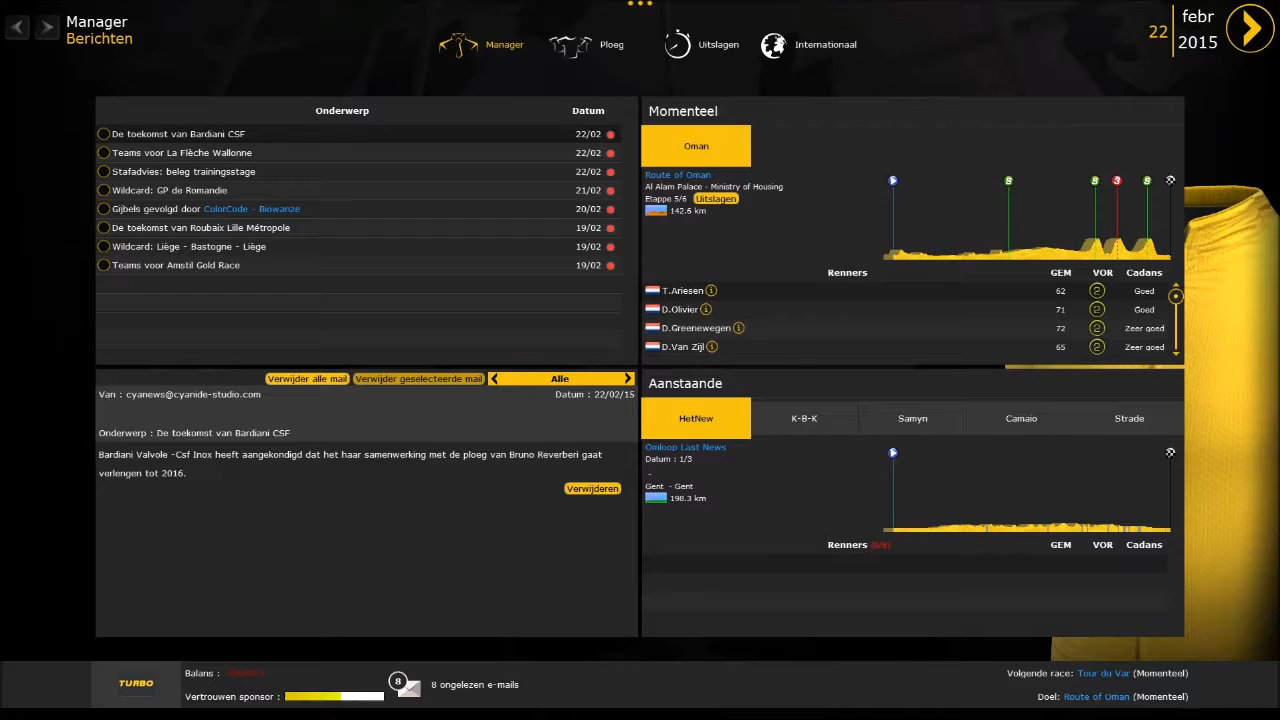 Manager
Berichten
Manager
Ploeg
Uitslagen
Internationaal
22
febr
2015
Onderwerp Datum
De toekomst van Bardiani CSF 22/02
Teams voor La Flèche Wallonne 22/02
Stafadvies: beleg trainingsstage 22/02
Wildcard: GP de Romandie 21/02
Gijbels gevolgd door ColorCode - Biowanze 20/02
De toekomst van Roubaix Lille Métropole 19/02
Wildcard: Liège - Bastogne - Liège 19/02
Teams voor Amstil Gold Race 19/02
Verwijder alle mail Verwijder geselecteerde mail Alle
Van : cyanews@cyanide-studio.com Datum : 22/02/15
Onderwerp : De toekomst van Bardiani CSF
Bardiani Valvole -Csf Inox heeft aangekondigd dat het haar samenwerking met de ploeg van Bruno Reverberi gaat
verlengen tot 2016.
Verwijderen
Momenteel
Oman
Route of Oman
Al Alam Palace - Ministry of Housing
Etappe 5/6 Uitslagen
142.6 km
S S 3 S
Renners GEM VOR Cadans
T.Ariesen i 62 2 Goed
D.Olivier i 71 2 Goed
D.Greenewegen i 72 2 Zeer goed
D.Van Zijl i 65 2 Zeer goed
Aanstaande
HetNew K-B-K Samyn Camaio Strade
Omloop Last News
Datum : 1/3
-
Gent - Gent
198.3 km
Renners (0/8) GEM VOR Cadans
TURBO
Balans :
Vertrouwen sponsor :
8
8 ongelezen e-mails
Volgende race: Tour du Var (Momenteel)
Doel: Route of Oman (Momenteel)